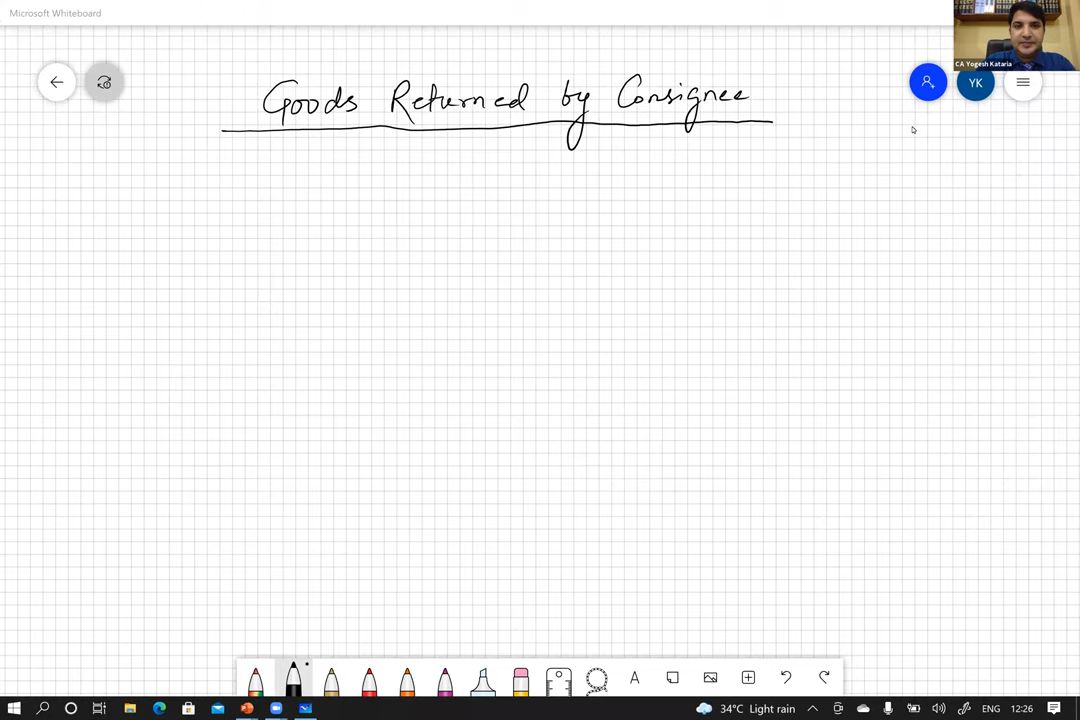 Microsoft Whiteboard
CA Yogesh Kataria
YK
Goods Returned by Consignee
A
34°C Light rain
ENG
12:26